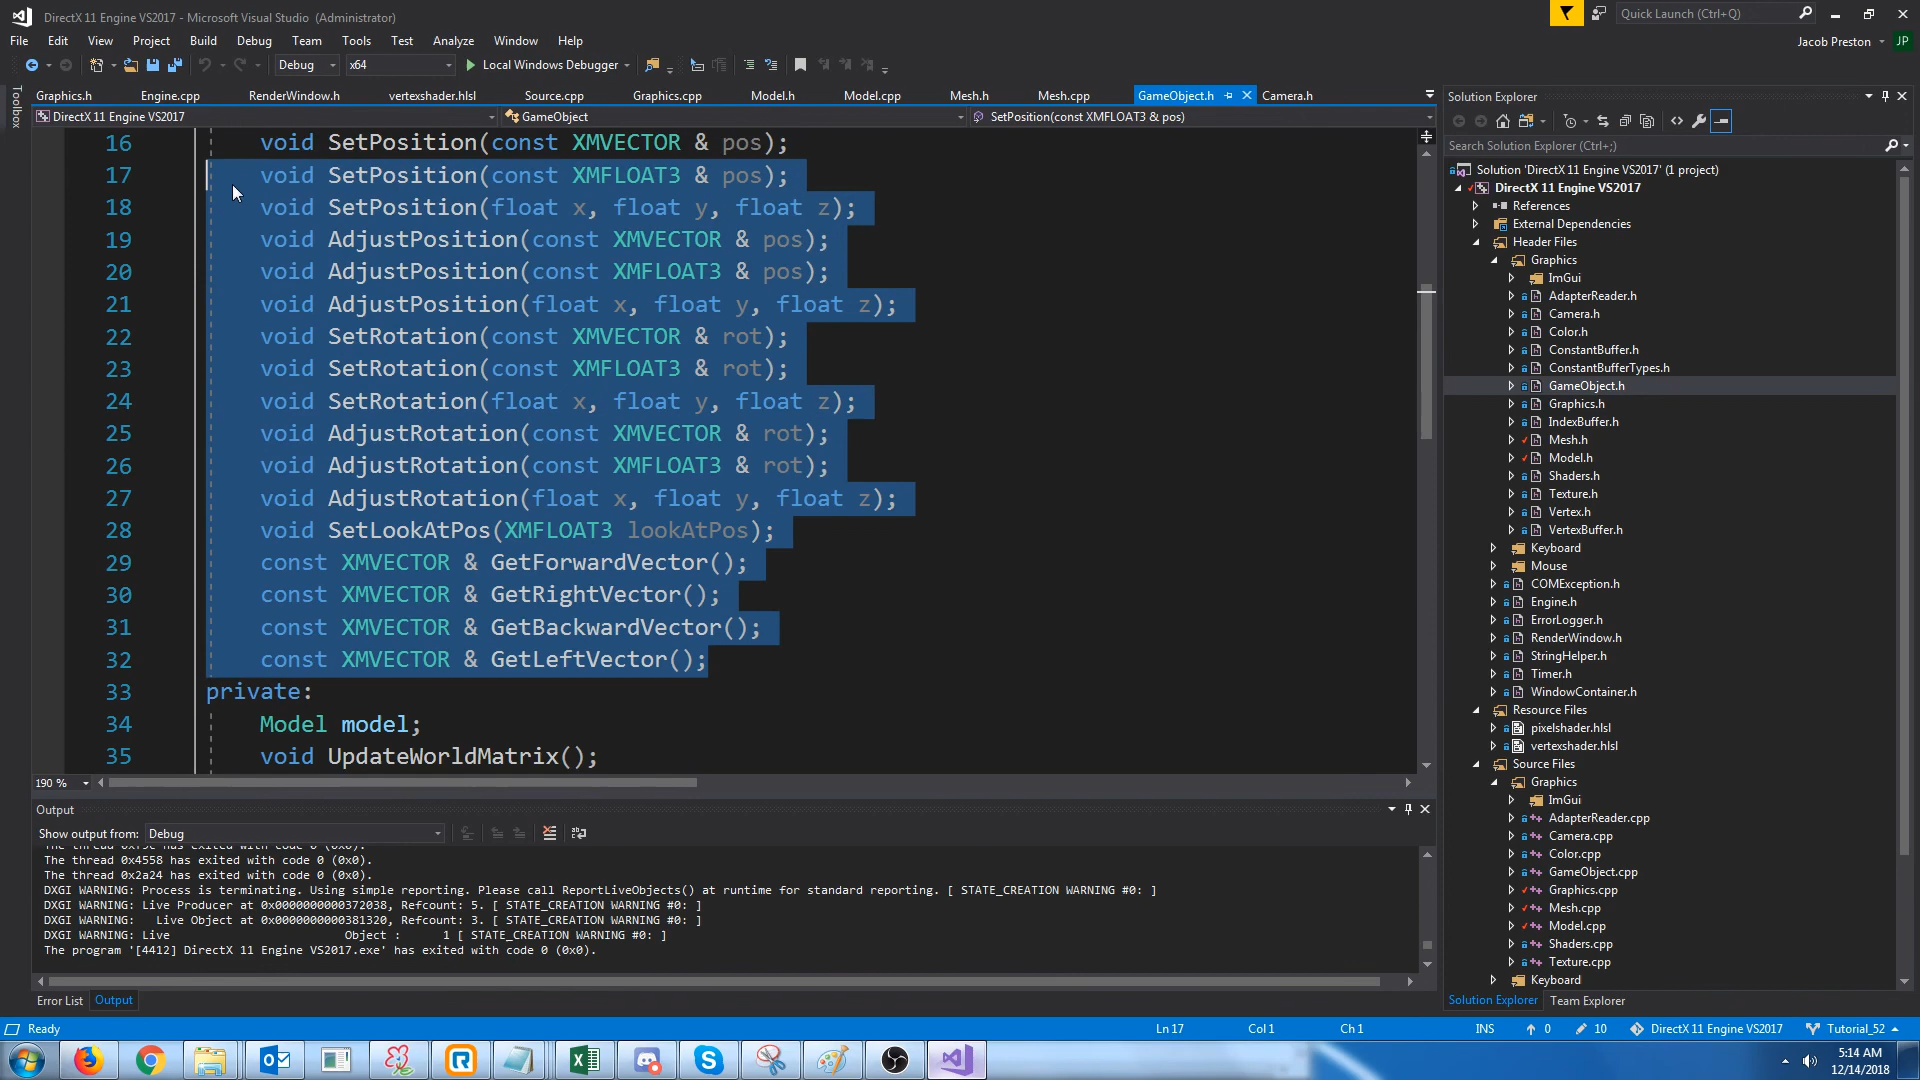 DirectX 11 Engine VS2017 - Microsoft Visual Studio (Administrator)
Quick Launch (Ctrl+Q)
File Edit View Project Build Debug Team Tools Test Analyze Window Help
Jacob Preston JP
Debug x64 Local Windows Debugger
Toolbox
Graphics.h Engine.cpp RenderWindow.h vertexshader.hlsl Source.cpp Graphics.cpp Model.h Model.cpp Mesh.h Mesh.cpp GameObject.h Camera.h
DirectX 11 Engine VS2017 GameObject SetPosition(const XMFLOAT3 & pos)
16 void SetPosition(const XMVECTOR & pos);
17 void SetPosition(const XMFLOAT3 & pos);
18 void SetPosition(float x, float y, float z);
19 void AdjustPosition(const XMVECTOR & pos);
20 void AdjustPosition(const XMFLOAT3 & pos);
21 void AdjustPosition(float x, float y, float z);
22 void SetRotation(const XMVECTOR & rot);
23 void SetRotation(const XMFLOAT3 & rot);
24 void SetRotation(float x, float y, float z);
25 void AdjustRotation(const XMVECTOR & rot);
26 void AdjustRotation(const XMFLOAT3 & rot);
27 void AdjustRotation(float x, float y, float z);
28 void SetLookAtPos(XMFLOAT3 lookAtPos);
29 const XMVECTOR & GetForwardVector();
30 const XMVECTOR & GetRightVector();
31 const XMVECTOR & GetBackwardVector();
32 const XMVECTOR & GetLeftVector();
33 private:
34 Model model;
35 void UpdateWorldMatrix();
190 %
Output
Show output from: Debug
The thread 0x4558 has exited with code 0 (0x0).
The thread 0x2a24 has exited with code 0 (0x0).
DXGI WARNING: Process is terminating. Using simple reporting. Please call ReportLiveObjects() at runtime for standard reporting. [ STATE_CREATION WARNING #0: ]
DXGI WARNING: Live Producer at 0x0000000000372038, Refcount: 5. [ STATE_CREATION WARNING #0: ]
DXGI WARNING: Live Object at 0x0000000000381320, Refcount: 3. [ STATE_CREATION WARNING #0: ]
DXGI WARNING: Live Object : 1 [ STATE_CREATION WARNING #0: ]
The program '[4412] DirectX 11 Engine VS2017.exe' has exited with code 0 (0x0).
Error List Output
Solution Explorer
Search Solution Explorer (Ctrl+;)
Solution 'DirectX 11 Engine VS2017' (1 project)
DirectX 11 Engine VS2017
References
External Dependencies
Header Files
Graphics
ImGui
AdapterReader.h
Camera.h
Color.h
ConstantBuffer.h
ConstantBufferTypes.h
GameObject.h
Graphics.h
IndexBuffer.h
Mesh.h
Model.h
Shaders.h
Texture.h
Vertex.h
VertexBuffer.h
Keyboard
Mouse
COMException.h
Engine.h
ErrorLogger.h
RenderWindow.h
StringHelper.h
Timer.h
WindowContainer.h
Resource Files
pixelshader.hlsl
vertexshader.hlsl
Source Files
Graphics
ImGui
AdapterReader.cpp
Camera.cpp
Color.cpp
GameObject.cpp
Graphics.cpp
Mesh.cpp
Model.cpp
Shaders.cpp
Texture.cpp
Keyboard
Solution Explorer Team Explorer
Ready Ln 17 Col 1 Ch 1 INS 0 10 DirectX 11 Engine VS2017 Tutorial_52
5:14 AM
12/14/2018